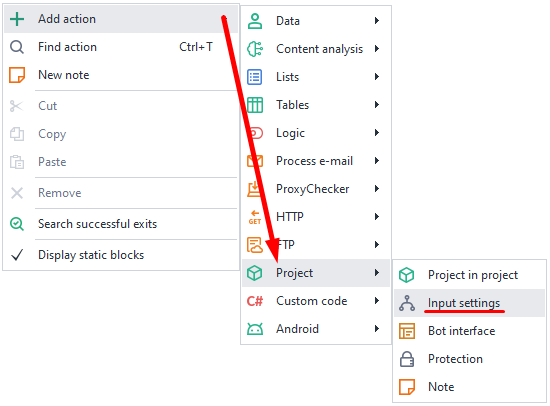 Add action
Find action Ctrl+T
New note
Cut
Copy
Paste
Remove
Search successful exits
Display static blocks
Data
Content analysis
Lists
Tables
Logic
Process e-mail
ProxyChecker
GET HTTP
FTP
Project
C# Custom code
Android
Project in project
Input settings
Bot interface
Protection
Note